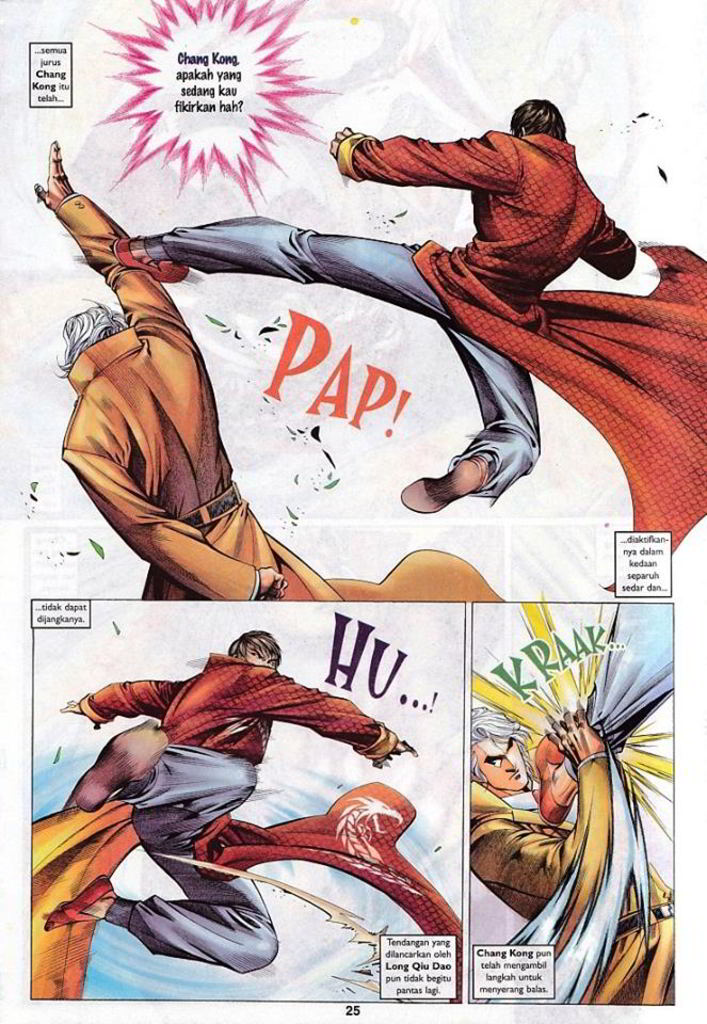 ...semua
jurus
Chang
Kong itu
telah...
Chang Kong,
apakah yang
sedang kau
fikirkan hah?
PAP!
...diaktifkan-
nya dalam
kedaan
separuh
sedar dan...
...tidak dapat
dijangkanya.
HU...!
Tendangan yang
dilancarkan oleh
Long Qiu Dao
pun tidak begitu
pantas lagi.
KRAAK...
Chang Kong pun
telah mengambil
langkah untuk
menyerang balas.
25